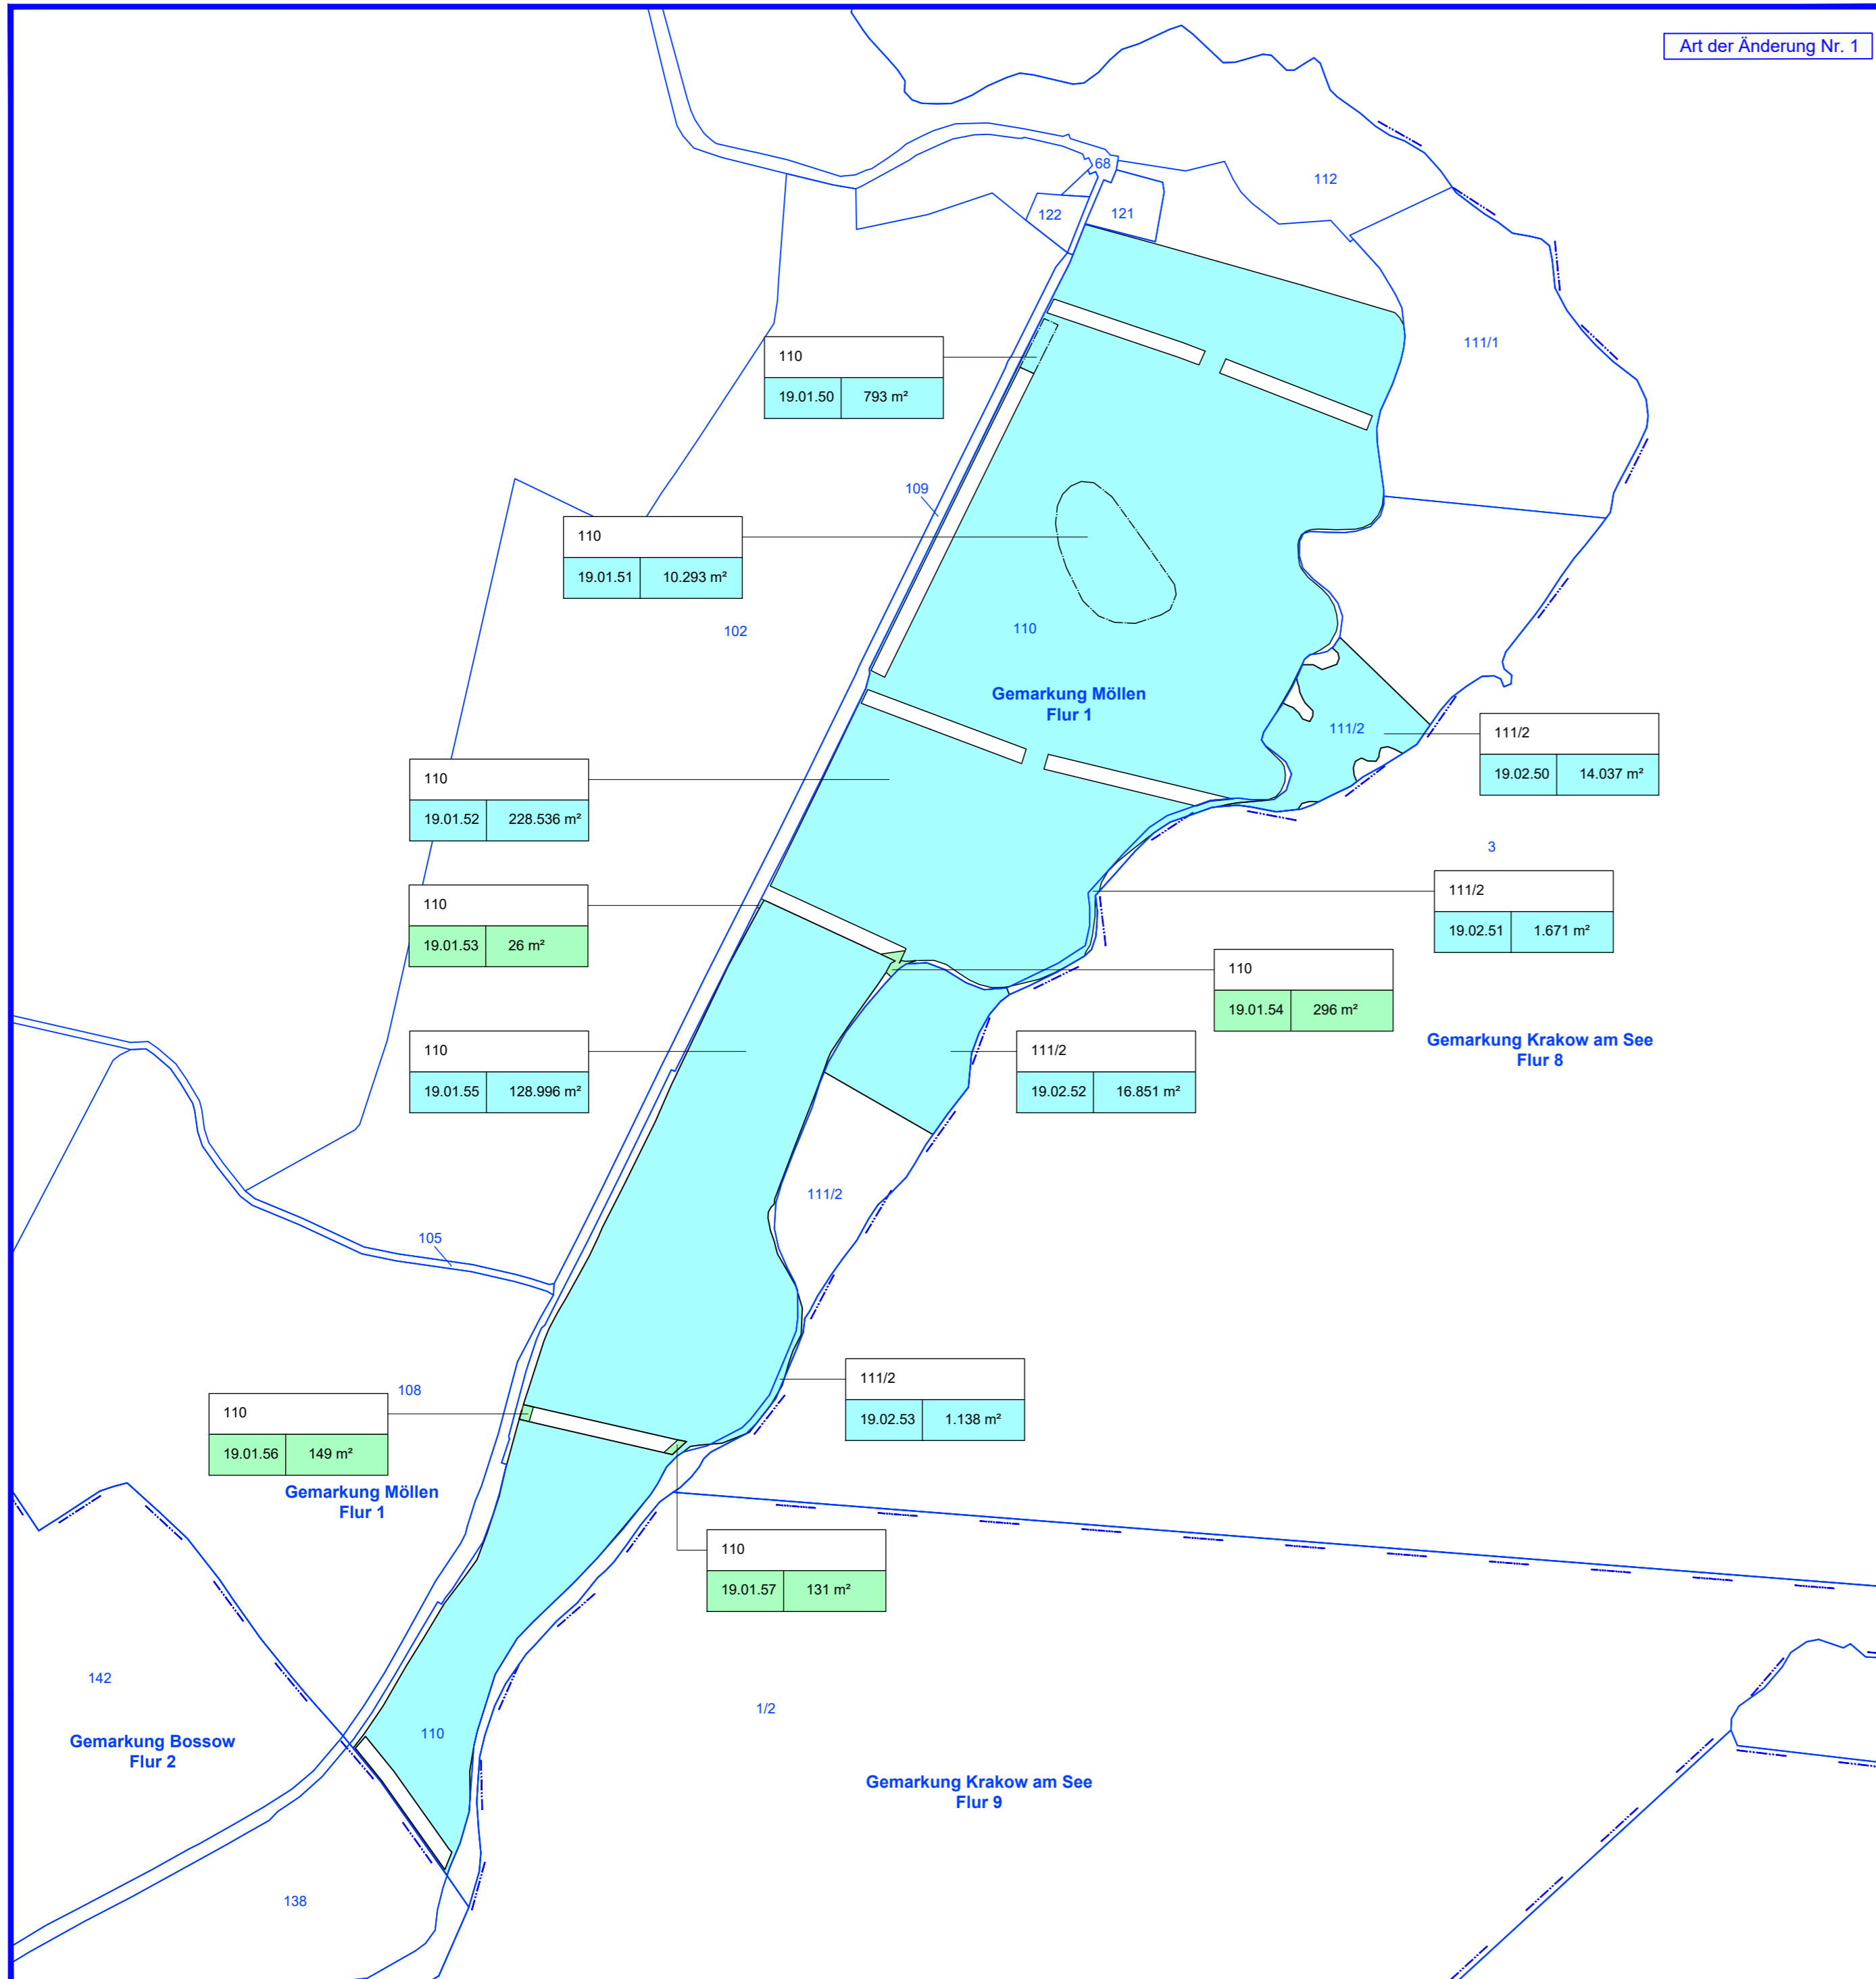 Art der Änderung Nr. 1
68
112
122
121
111/1
110
19.01.50 793 m²
109
110
19.01.51 10.293 m²
102
110
Gemarkung Möllen
Flur 1
111/2
111/2
19.02.50 14.037 m²
110
19.01.52 228.536 m²
3
111/2
19.02.51 1.671 m²
110
19.01.53 26 m²
110
19.01.54 296 m²
Gemarkung Krakow am See
Flur 8
110
19.01.55 128.996 m²
111/2
19.02.52 16.851 m²
111/2
105
111/2
19.02.53 1.138 m²
108
110
19.01.56 149 m²
Gemarkung Möllen
Flur 1
110
19.01.57 131 m²
142
1/2
110
Gemarkung Bossow
Flur 2
Gemarkung Krakow am See
Flur 9
138